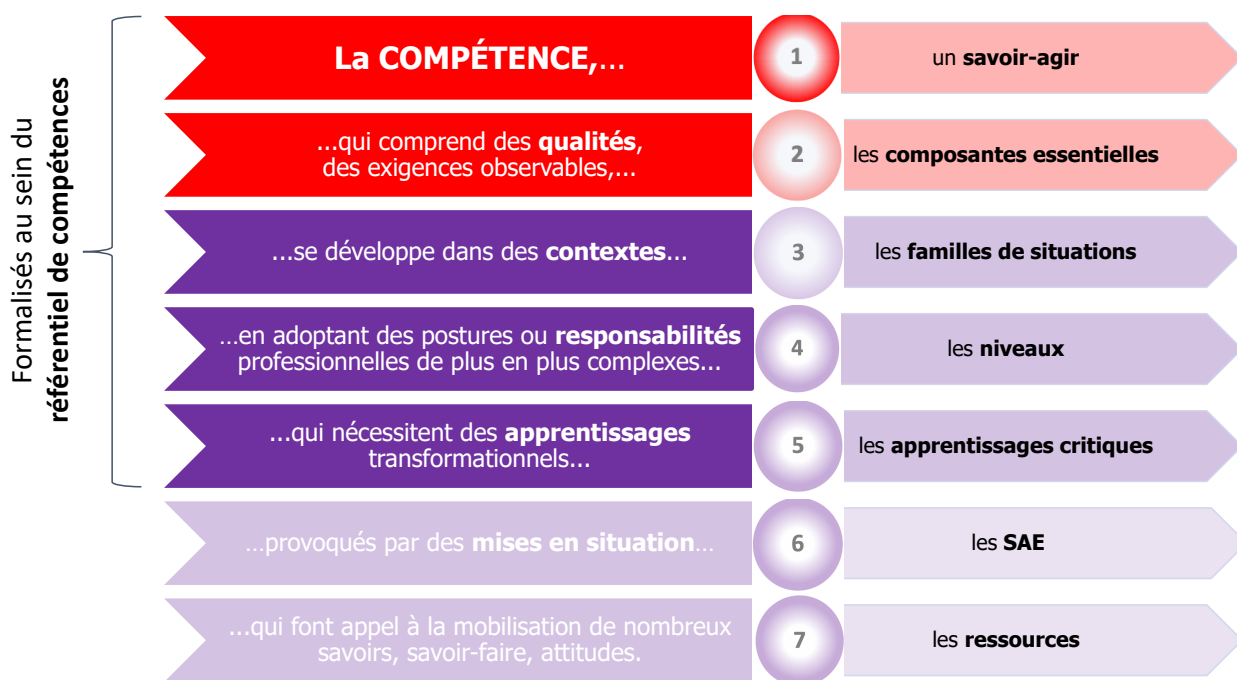 Formalisés au sein du
référentiel de compétences
La COMPÉTENCE,...
1
un savoir-agir
...qui comprend des qualités,
des exigences observables,...
2
les composantes essentielles
...se développe dans des contextes...
3
les familles de situations
...en adoptant des postures ou responsabilités
professionnelles de plus en plus complexes...
4
les niveaux
...qui nécessitent des apprentissages
transformationnels...
5
les apprentissages critiques
...provoqués par des mises en situation...
6
les SAE
...qui font appel à la mobilisation de nombreux
savoirs, savoir-faire, attitudes.
7
les ressources